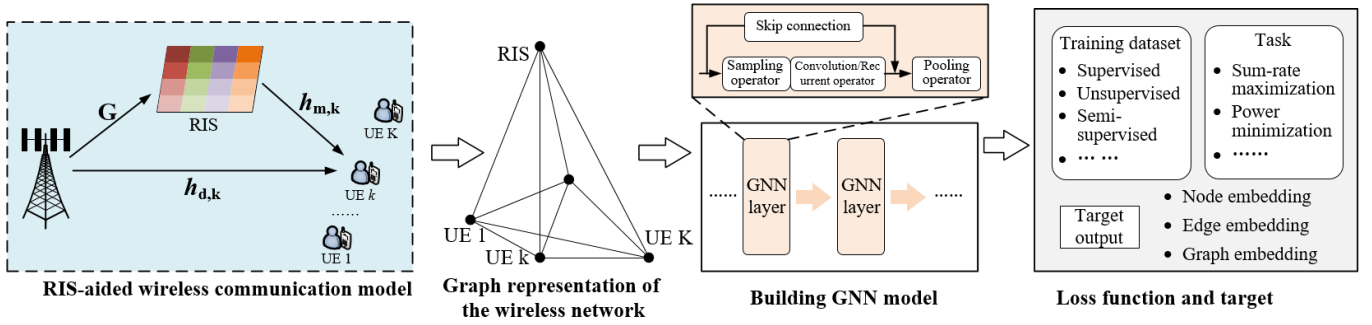 G
RIS
h_{m,k}
UE K
h_{d,k}
UE k
......
UE 1
RIS-aided wireless communication model
RIS
UE 1
UE k
UE K
Graph representation of
the wireless network
Skip connection
Sampling
operator
Convolution/Rec
urrent operator
Pooling
operator
......
GNN
layer
GNN
layer
......
Building GNN model
Training dataset
• Supervised
• Unsupervised
• Semi-
supervised
• ... ...
Task
• Sum-rate
maximization
• Power
minimization
• ......
Target
output
• Node embedding
• Edge embedding
• Graph embedding
Loss function and target